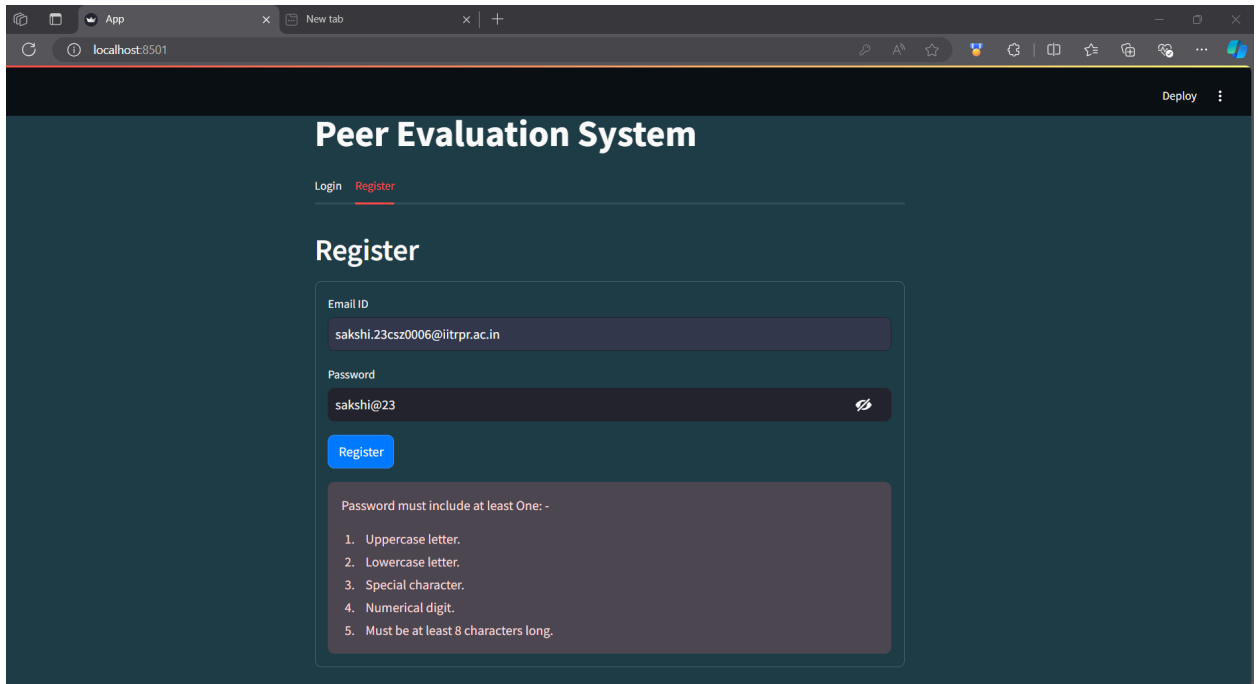 App
New tab
localhost:8501
Deploy
Peer Evaluation System
Login Register
Register
Email ID
sakshi.23csz0006@iitrpr.ac.in
Password
sakshi@23
Register
Password must include at least One: -
1. Uppercase letter.
2. Lowercase letter.
3. Special character.
4. Numerical digit.
5. Must be at least 8 characters long.